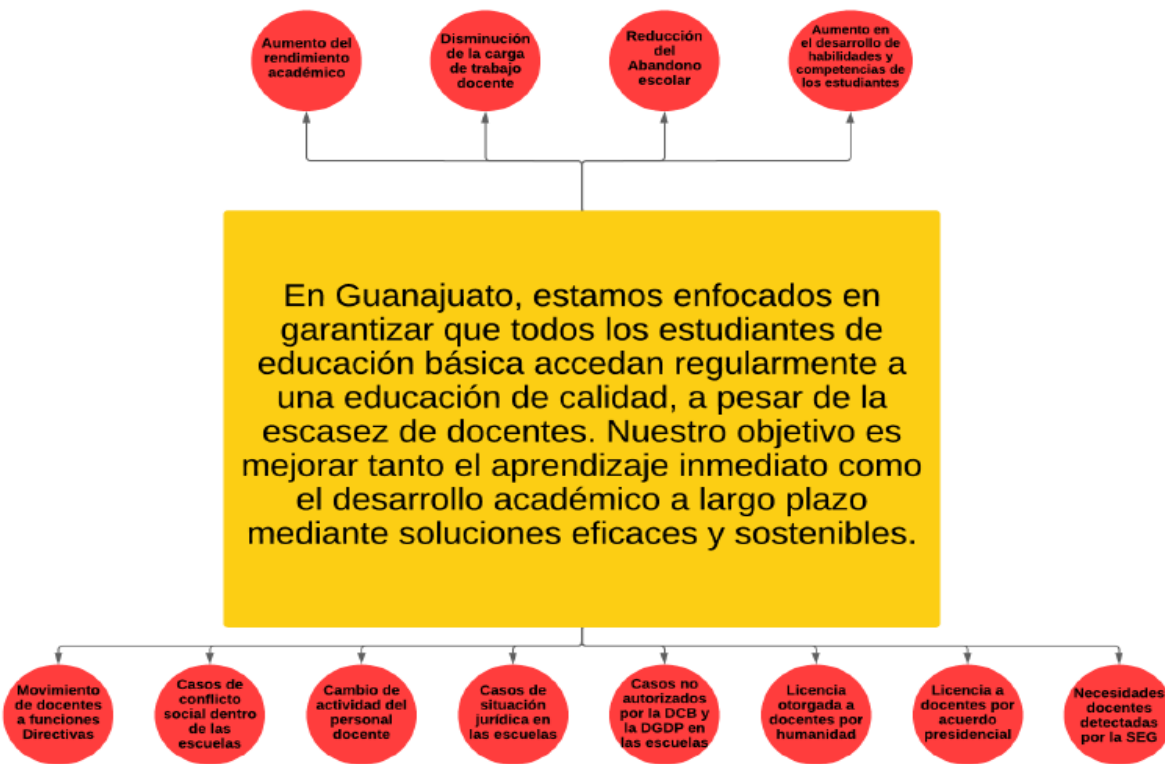 Aumento del
rendimiento
académico
Disminución
de la carga
de trabajo
docente
Reducción
del
Abandono
escolar
Aumento en
el desarrollo de
habilidades y
competencias de
los estudiantes
En Guanajuato, estamos enfocados en
garantizar que todos los estudiantes de
educación básica accedan regularmente a
una educación de calidad, a pesar de la
escasez de docentes. Nuestro objetivo es
mejorar tanto el aprendizaje inmediato como
el desarrollo académico a largo plazo
mediante soluciones eficaces y sostenibles.
Movimiento
de docentes
a funciones
Directivas
Casos de
conflicto
social dentro
de las
escuelas
Cambio de
actividad del
personal
docente
Casos de
situación
jurídica en
las escuelas
Casos no
autorizados
por la DCB y
la DGDP en
las escuelas
Licencia
otorgada a
docentes por
humanidad
Licencia a
docentes por
acuerdo
presidencial
Necesidades
docentes
detectadas
por la SEG